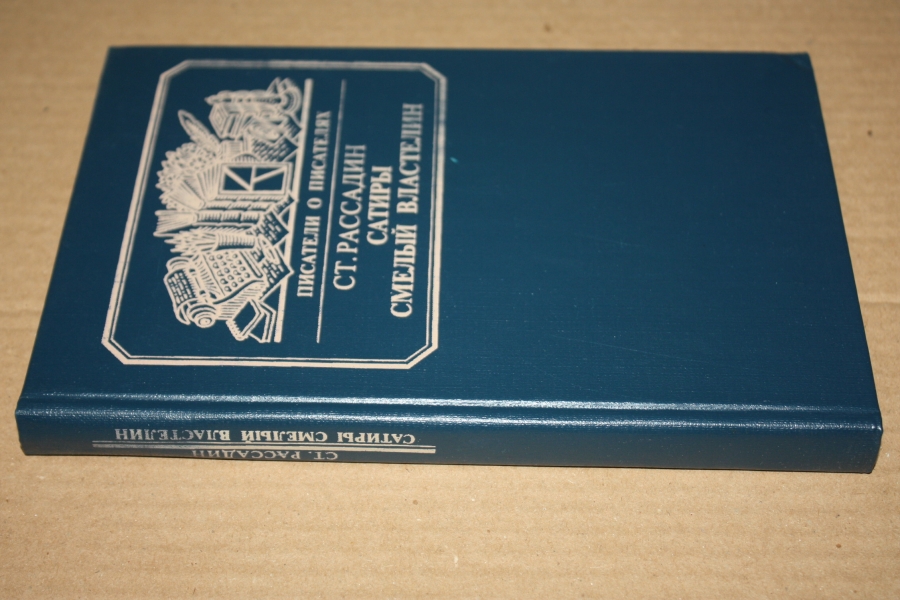 ПИСАТЕЛИ О ПИСАТЕЛЯХ
СТ. РАССАДИН
САТИРЫ
СМЕЛЫЙ ВЛАСТЕЛИН
СТ. РАССАДИН
САТИРЫ СМЕЛЫЙ ВЛАСТЕЛИН